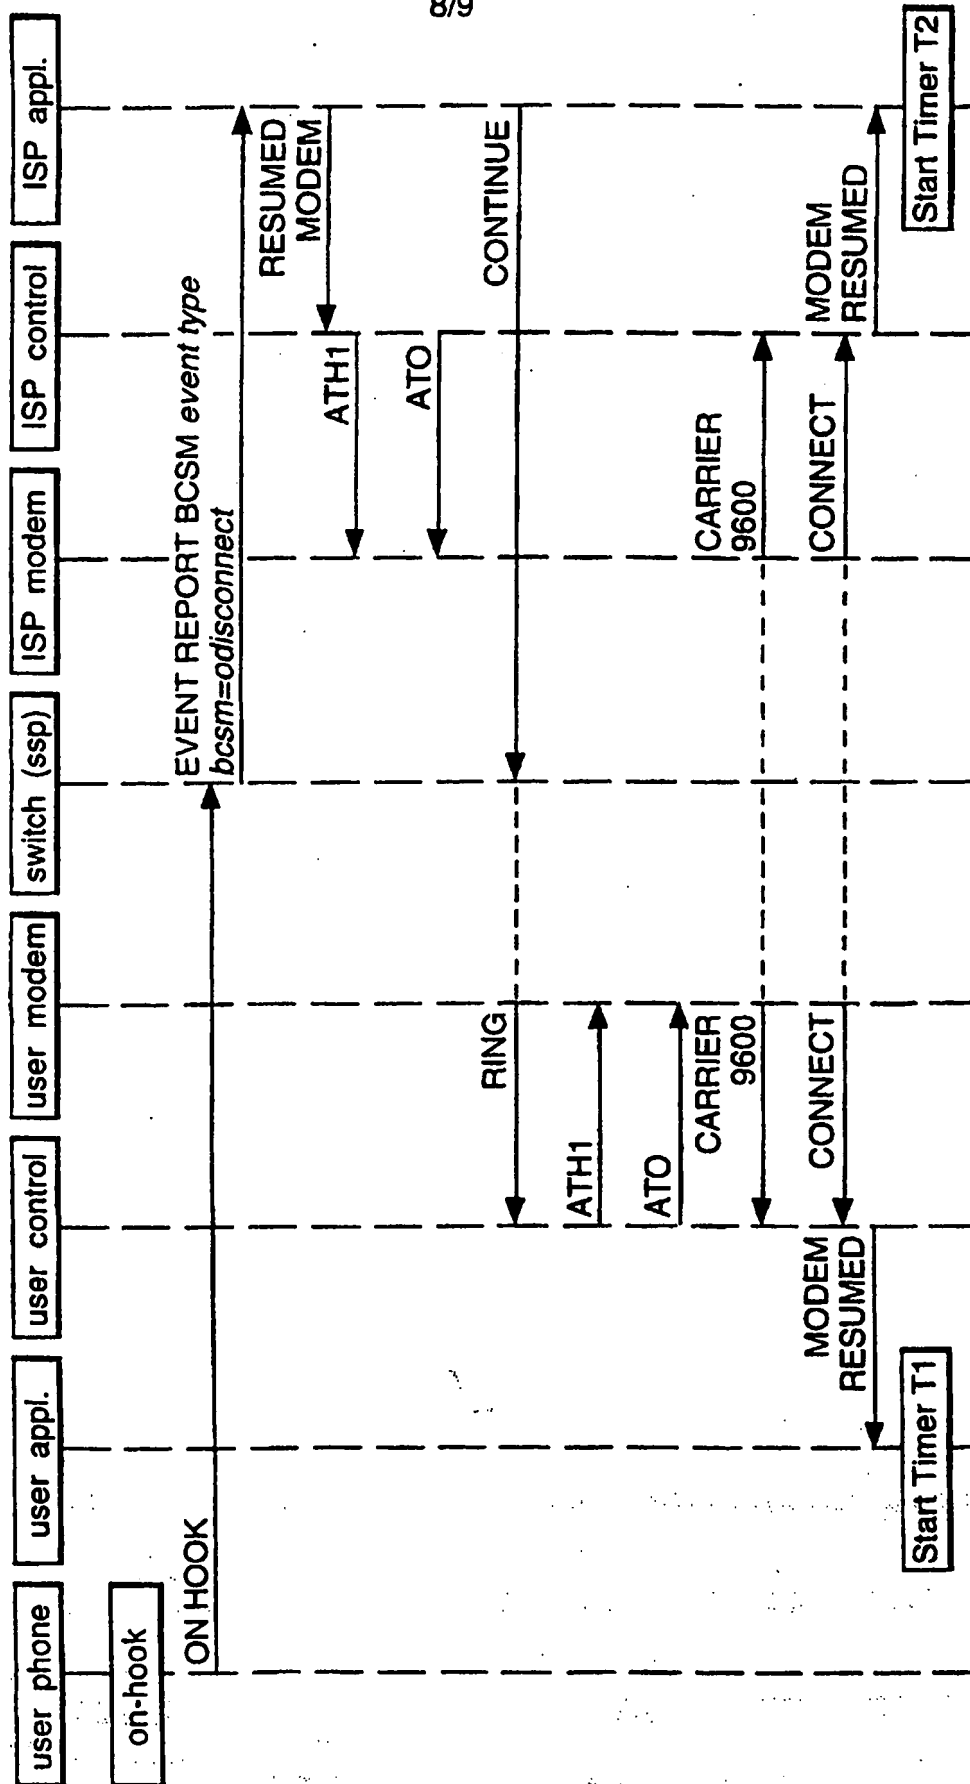 8/9
user phone
user appl.
user control
user modem
switch (ssp)
ISP modem
ISP control
ISP appl.
on-hook
ON HOOK
EVENT REPORT BCSM event type
bcsm=odisconnect
RESUMED
MODEM
ATH1
ATO
RING
CONTINUE
ATH1
ATO
CARRIER
9600
CARRIER
9600
CONNECT
CONNECT
MODEM
RESUMED
MODEM
RESUMED
Start Timer T1
Start Timer T2